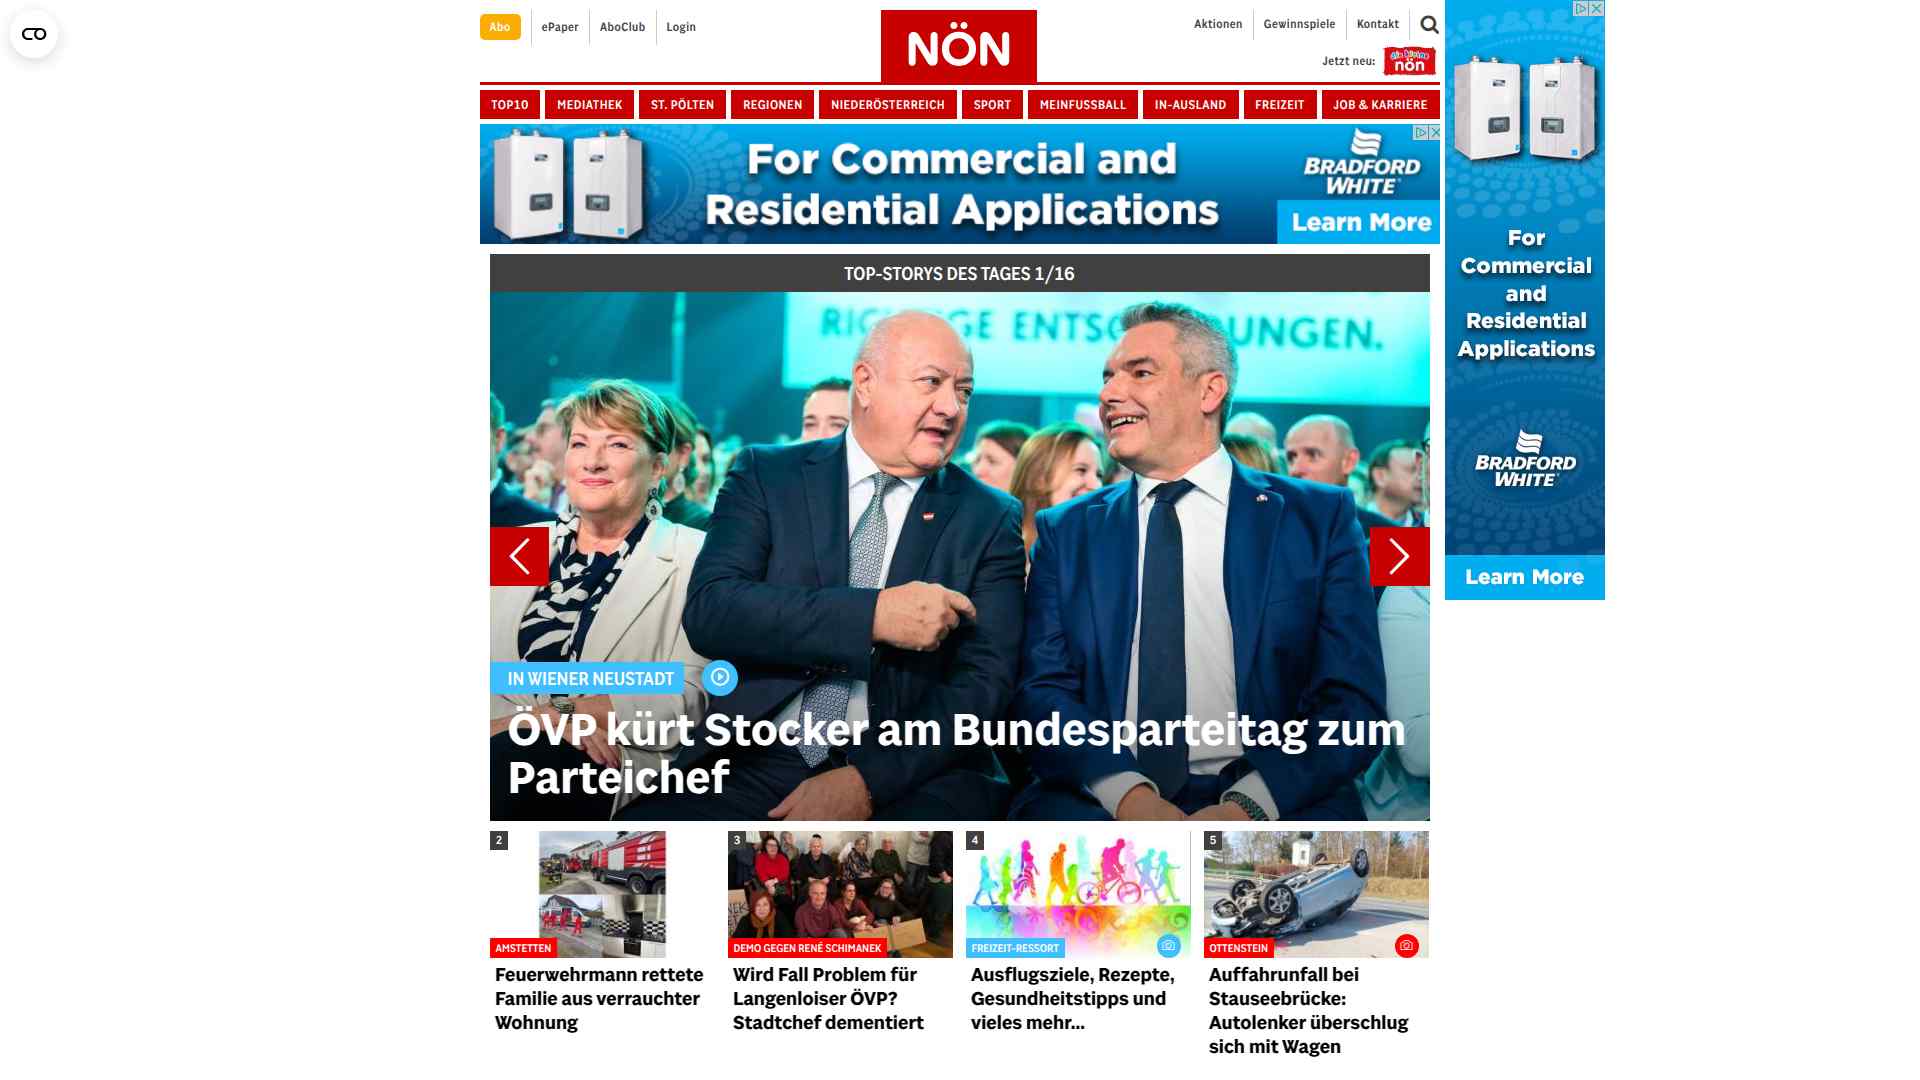 Abo
ePaper
AboClub
Login
NÖN
Aktionen
Gewinnspiele
Kontakt
Jetzt neu:
die kleine
nön
TOP10
MEDIATHEK
ST. PÖLTEN
REGIONEN
NIEDERÖSTERREICH
SPORT
MEINFUSSBALL
IN-AUSLAND
FREIZEIT
JOB & KARRIERE
For Commercial and
Residential Applications
BRADFORD
WHITE
Learn More
For
Commercial
and
Residential
Applications
BRADFORD
WHITE
Learn More
TOP-STORYS DES TAGES 1/16
IN WIENER NEUSTADT
ÖVP kürt Stocker am Bundesparteitag zum
Parteichef
2
AMSTETTEN
Feuerwehrmann rettete
Familie aus verrauchter
Wohnung
3
DEMO GEGEN RENÉ SCHIMANEK
Wird Fall Problem für
Langenloiser ÖVP?
Stadtchef dementiert
4
FREIZEIT-RESSORT
Ausflugsziele, Rezepte,
Gesundheitstipps und
vieles mehr...
5
OTTENSTEIN
Auffahrunfall bei
Stauseebrücke:
Autolenker überschlug
sich mit Wagen